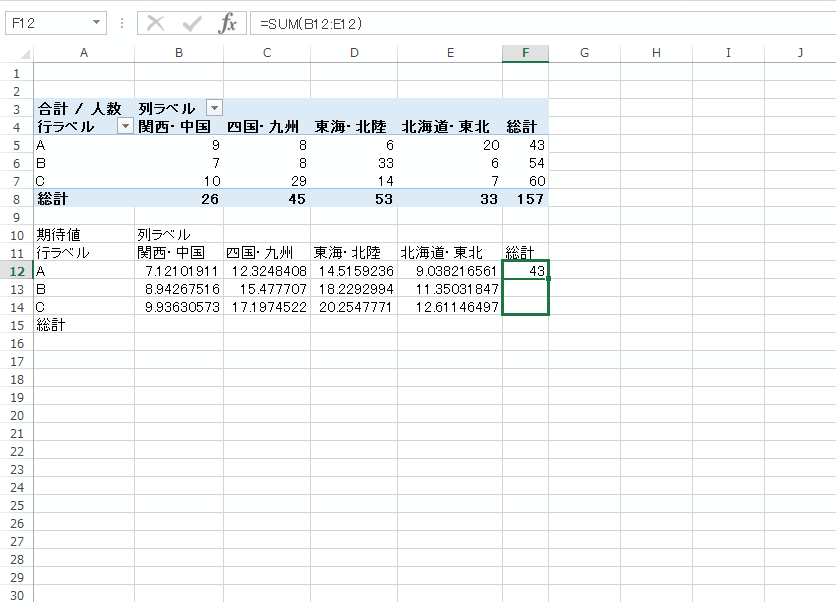 F12 fx =SUM(B12:E12)
A B C D E F G H I J
1
2
3 合計 / 人数 列ラベル
4 行ラベル 関西・中国 四国・九州 東海・北陸 北海道・東北 総計
5 A 9 8 6 20 43
6 B 7 8 33 6 54
7 C 10 29 14 7 60
8 総計 26 45 53 33 157
9
10 期待値 列ラベル
11 行ラベル 関西・中国 四国・九州 東海・北陸 北海道・東北 総計
12 A 7.12101911 12.3248408 14.5159236 9.038216561 43
13 B 8.94267516 15.477707 18.2292994 11.35031847
14 C 9.93630573 17.1974522 20.2547771 12.61146497
15 総計
16
17
18
19
20
21
22
23
24
25
26
27
28
29
30